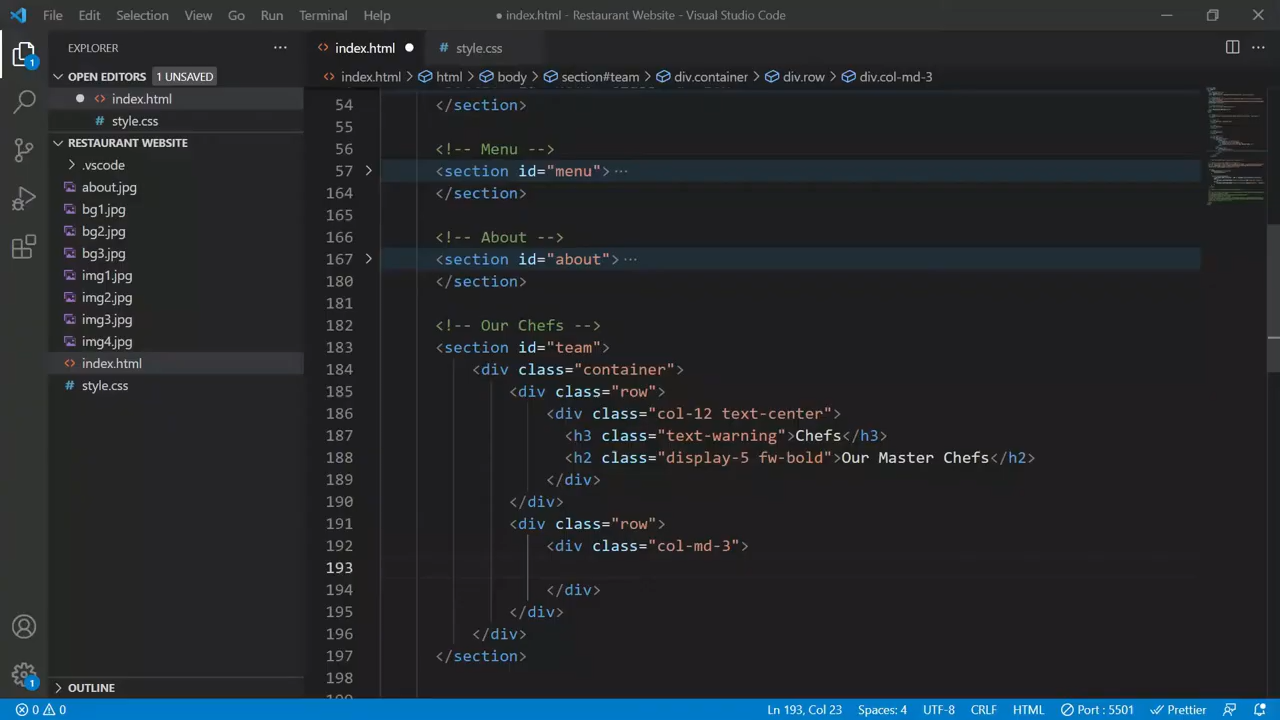 File Edit Selection View Go Run Terminal Help
● index.html - Restaurant Website - Visual Studio Code
EXPLORER
index.html
style.css
OPEN EDITORS 1 UNSAVED
index.html > html > body > section#team > div.container > div.row > div.col-md-3
index.html
style.css
RESTAURANT WEBSITE
.vscode
about.jpg
bg1.jpg
bg2.jpg
bg3.jpg
img1.jpg
img2.jpg
img3.jpg
img4.jpg
index.html
style.css
OUTLINE
1
1
54 </section>
55
56 <!-- Menu -->
57 <section id="menu"> ···
164 </section>
165
166 <!-- About -->
167 <section id="about"> ···
180 </section>
181
182 <!-- Our Chefs -->
183 <section id="team">
184 <div class="container">
185 <div class="row">
186 <div class="col-12 text-center">
187 <h3 class="text-warning">Chefs</h3>
188 <h2 class="display-5 fw-bold">Our Master Chefs</h2>
189 </div>
190 </div>
191 <div class="row">
192 <div class="col-md-3">
193
194 </div>
195 </div>
196 </div>
197 </section>
198
0 0
Ln 193, Col 23 Spaces: 4 UTF-8 CRLF HTML Port : 5501 Prettier